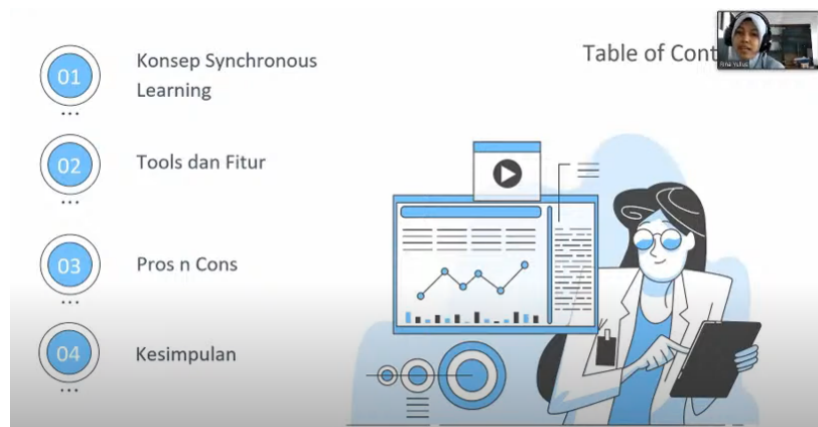 Table of Cont
01
Konsep Synchronous
Learning
02
Tools dan Fitur
03
Pros n Cons
04
Kesimpulan